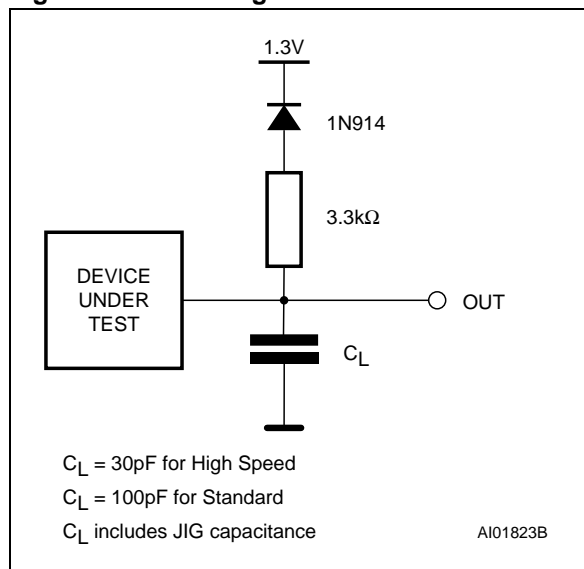 1.3V
1N914
3.3kΩ
DEVICE
UNDER
TEST
OUT
CL
CL = 30pF for High Speed
CL = 100pF for Standard
CL includes JIG capacitance
AI01823B